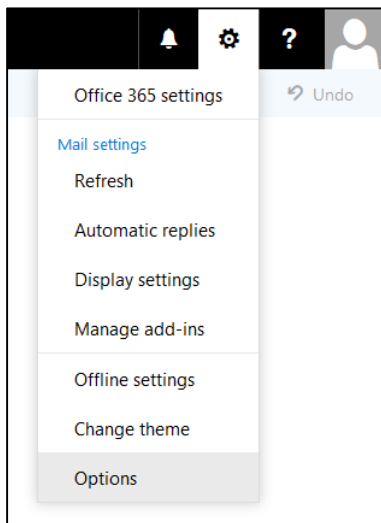 ?
Office 365 settings
Undo
Mail settings
Refresh
Automatic replies
Display settings
Manage add-ins
Offline settings
Change theme
Options